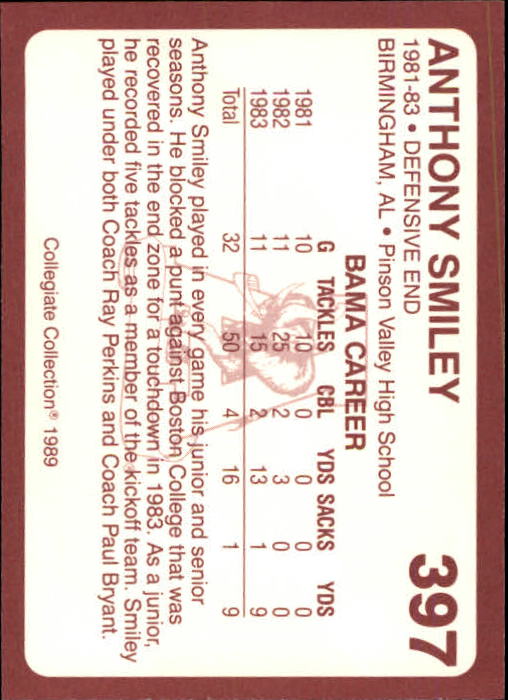 ANTHONY SMILEY 397
1981-83 • DEFENSIVE END
BIRMINGHAM, AL • Pinson Valley High School
BAMA CAREER
G TACKLES CBL YDS SACKS YDS
1981 10 10 0 0 0 0
1982 11 25 2 3 0 0
1983 11 15 2 13 1 9
Total 32 50 4 16 1 9
Anthony Smiley played in every game his junior and senior
seasons. He blocked a punt against Boston College that was
recovered in the end zone for a touchdown in 1983. As a junior,
he recorded five tackles as a member of the kickoff team. Smiley
played under both Coach Ray Perkins and Coach Paul Bryant.
Collegiate Collection® 1989